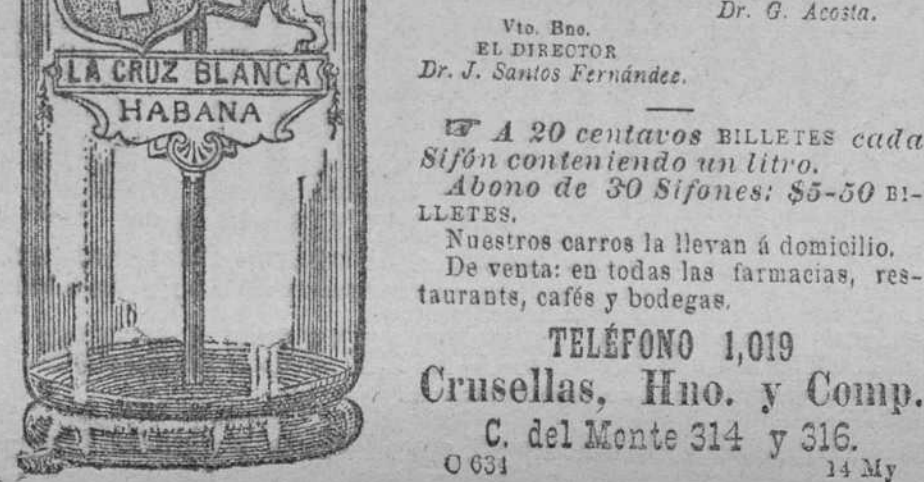 LA CRUZ BLANCA
HABANA
Dr. G. Acosta.
Vto. Bno.
EL DIRECTOR
Dr. J. Santos Fernández.
☞ A 20 centavos BILLETES cada
Sifón conteniendo un litro.
Abono de 30 Sifones: $5-50 BI-
LLETES.
Nuestros carros la llevan á domicilio.
De venta: en todas las farmacias, res-
taurants, cafés y bodegas.
TELÉFONO 1,019
Crusellas, Hno. y Comp.
C. del Monte 314 y 316.
C 634 14 My